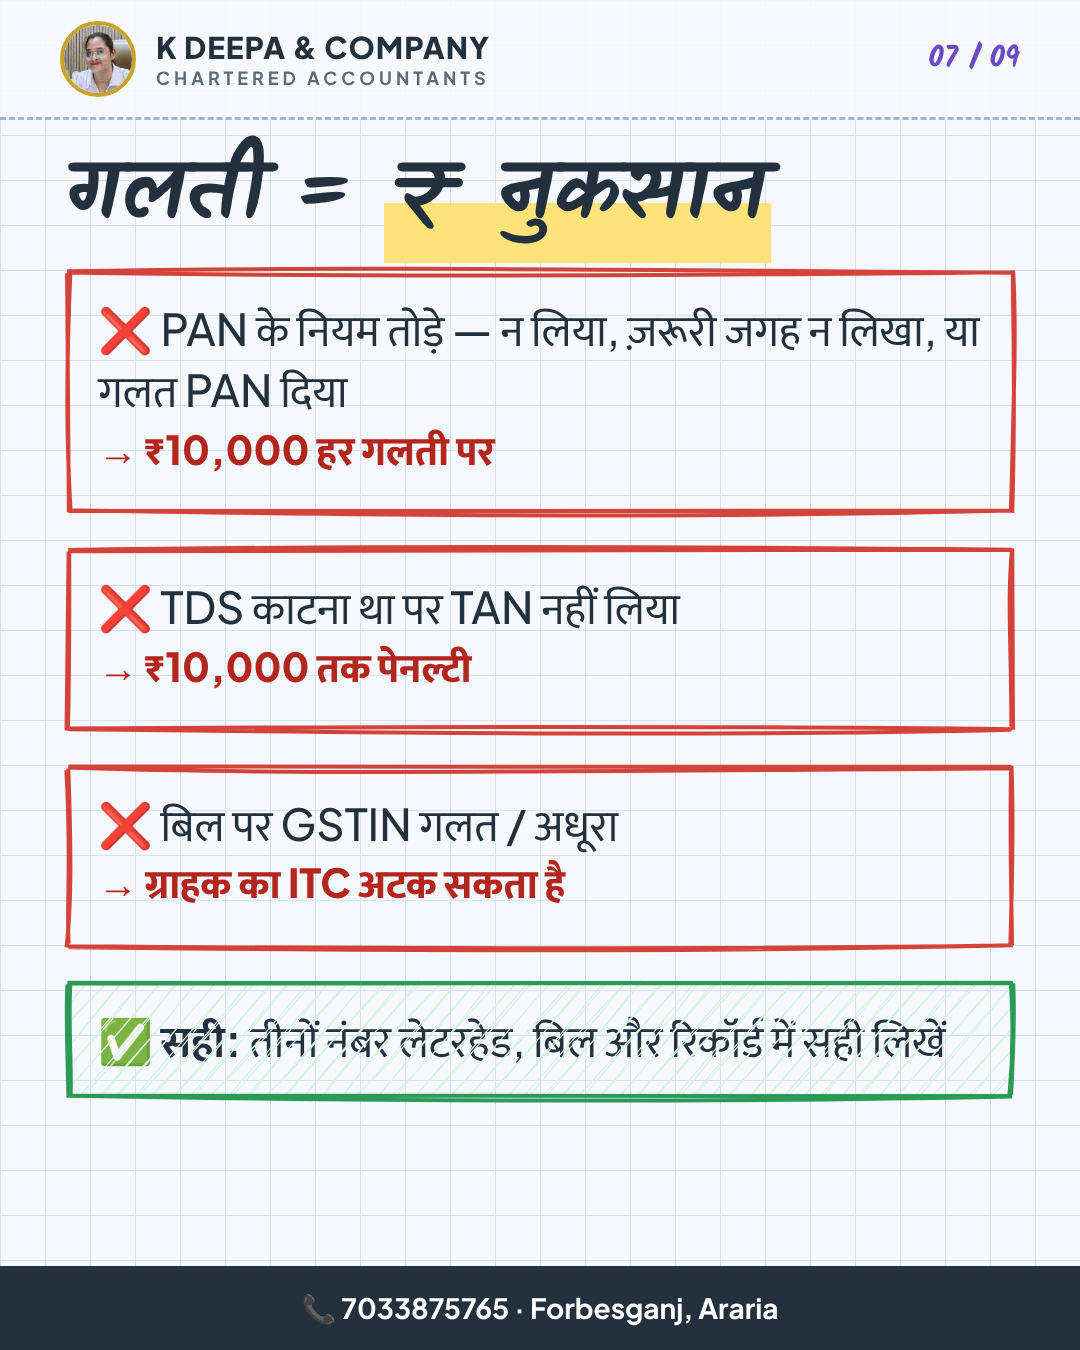 K DEEPA & COMPANY
CHARTERED ACCOUNTANTS
07 / 09
गलती = ₹ नुकसान
❌ PAN के नियम तोड़े — न लिया, ज़रूरी जगह न लिखा, या
गलत PAN दिया
→ ₹10,000 हर गलती पर
❌ TDS काटना था पर TAN नहीं लिया
→ ₹10,000 तक पेनल्टी
❌ बिल पर GSTIN गलत / अधूरा
→ ग्राहक का ITC अटक सकता है
✅ सही: तीनों नंबर लेटरहेड, बिल और रिकॉर्ड में सही लिखें
📞 7033875765 · Forbesganj, Araria